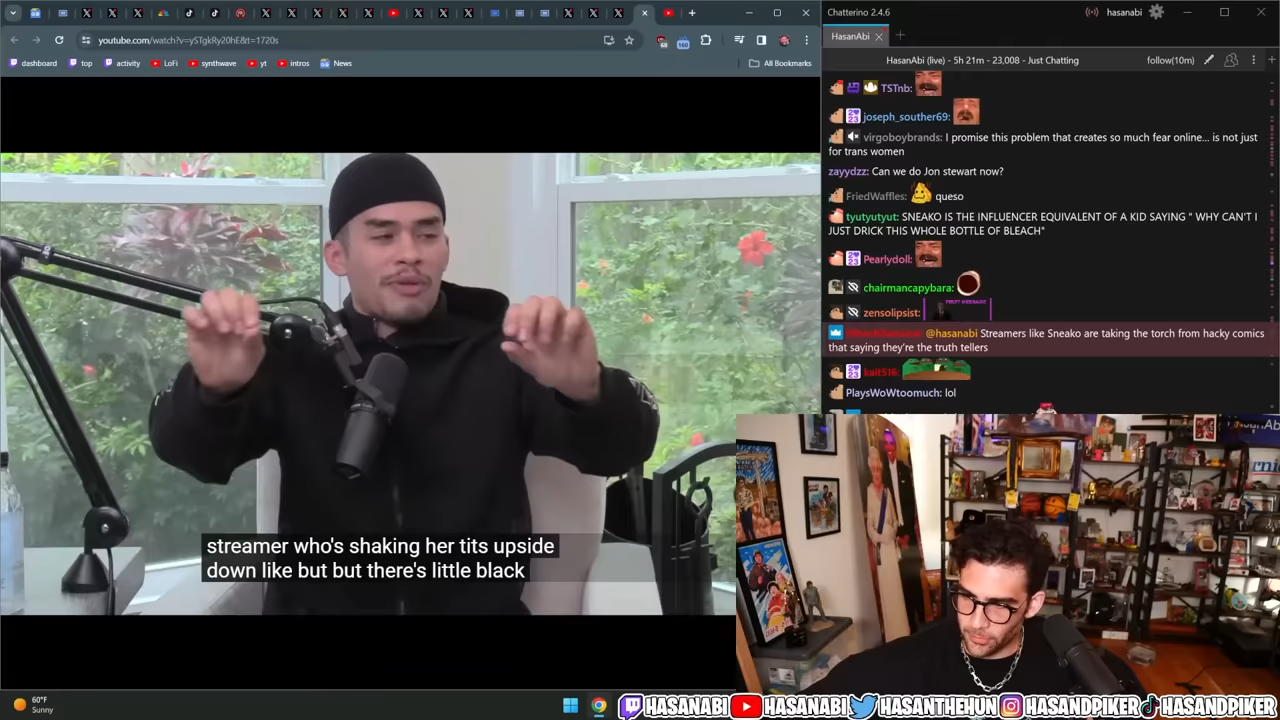 youtube.com/watch?v=ySTgkRy20hE&t=1720s
dashboard
top
activity
LoFi
synthwave
yt
intros
News
All Bookmarks
68
160
streamer who's shaking her tits upside
down like but but there's little black
Chatterino 2.4.6
hasanabi
HasanAbi
HasanAbi (live) - 5h 21m - 23,008 - Just Chatting
follow(10m)
TSTnb:
joseph_souther69:
virgoboybrands: I promise this problem that creates so much fear online... is not just
for trans women
zayydzz: Can we do Jon stewart now?
FriedWaffles: queso
tyutyutyut: SNEAKO IS THE INFLUENCER EQUIVALENT OF A KID SAYING " WHY CAN'T I
JUST DRICK THIS WHOLE BOTTLE OF BLEACH"
Pearlydoll:
chairmancapybara:
zensolipsist:
@hasanabi Streamers like Sneako are taking the torch from hacky comics
that saying they're the truth tellers
kait516:
PlaysWoWtoomuch: lol
60°F
Sunny
HASANABI HASANABI HASANTHEHUN HASANDPIKER HASANDPIKER